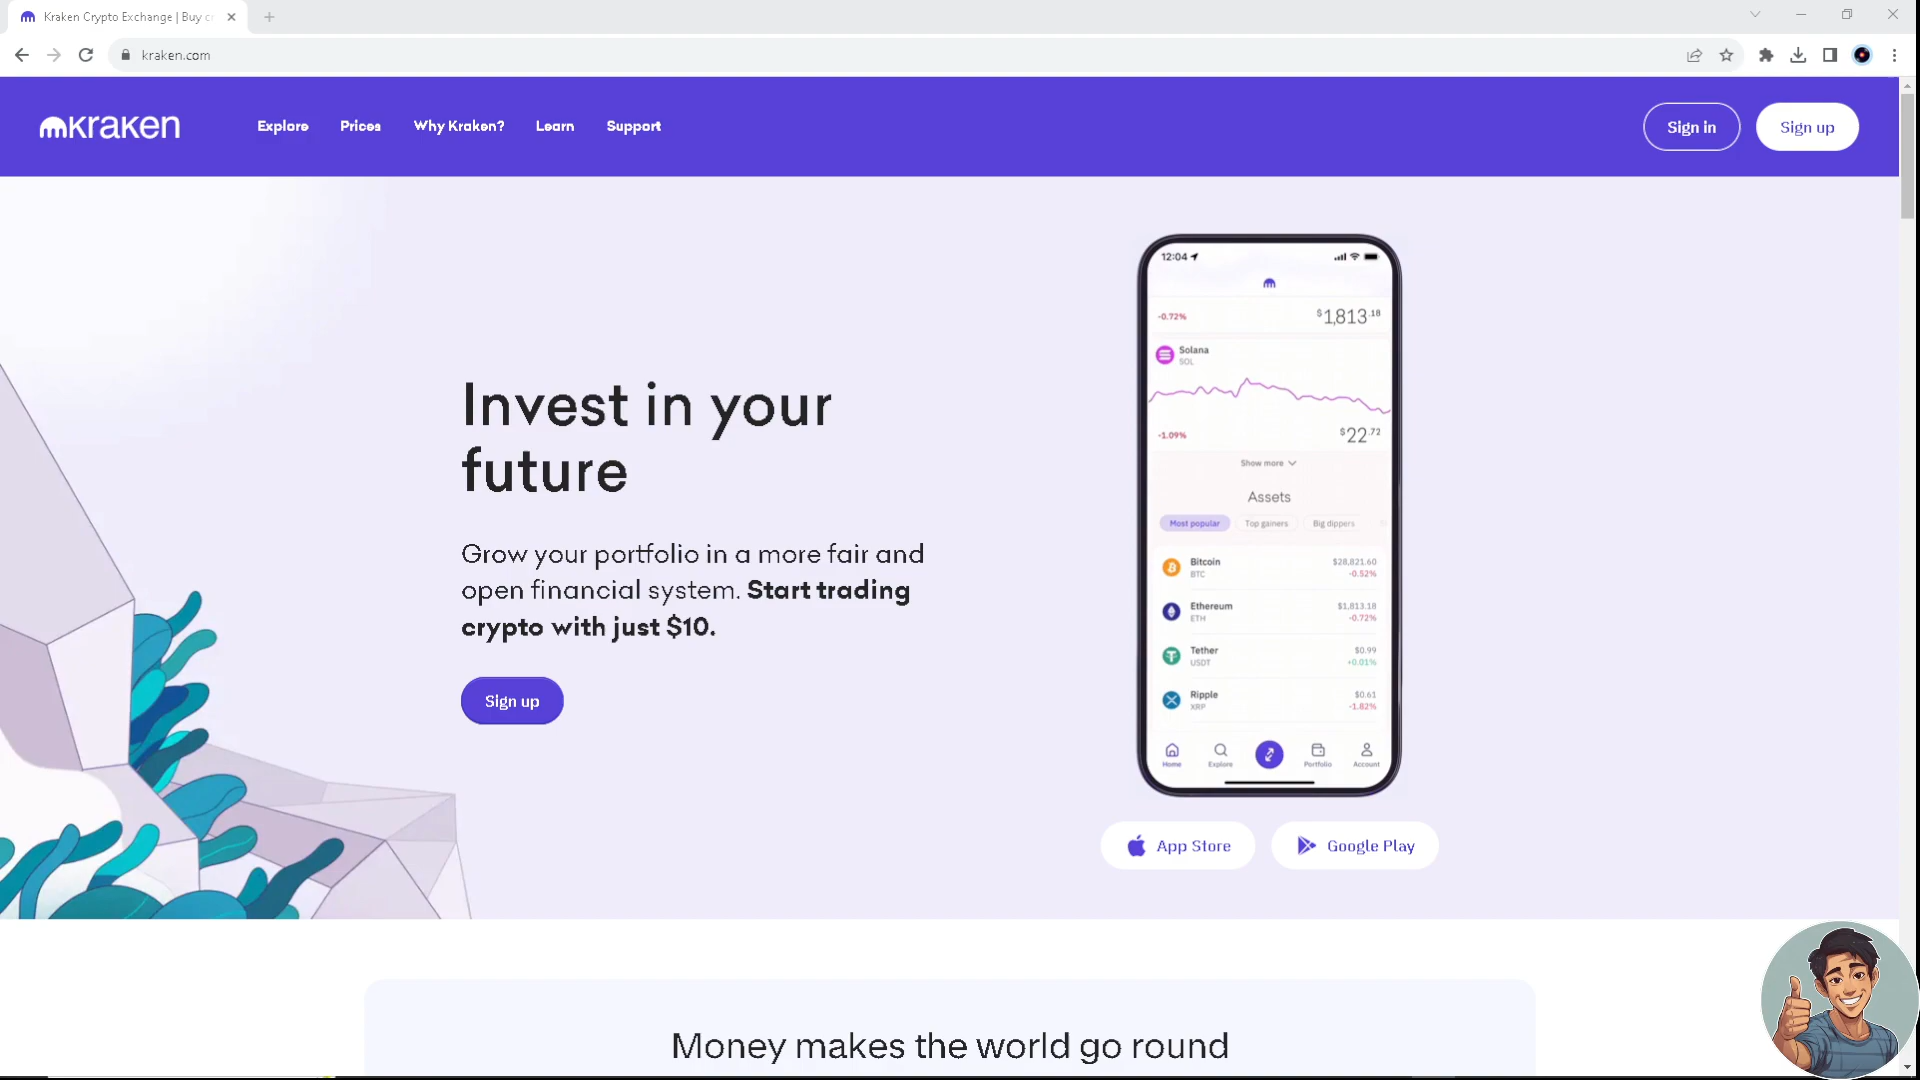 Kraken Crypto Exchange | Buy cr
kraken.com
kraken
Explore
Prices
Why Kraken?
Learn
Support
Sign in
Sign up
12:04
-0.72%
$1,813.18
Solana
SOL
-1.09%
$22.72
Show more
Assets
Most popular
Top gainers
Big dippers
Bitcoin
$28,821.60
BTC
-0.52%
Ethereum
$1,813.18
ETH
-0.72%
Tether
$0.99
USDT
+0.01%
Ripple
$0.61
XRP
-1.82%
Home
Explore
Portfolio
Account
Invest in your
future
Grow your portfolio in a more fair and
open financial system. Start trading
crypto with just $10.
Sign up
App Store
Google Play
Money makes the world go round